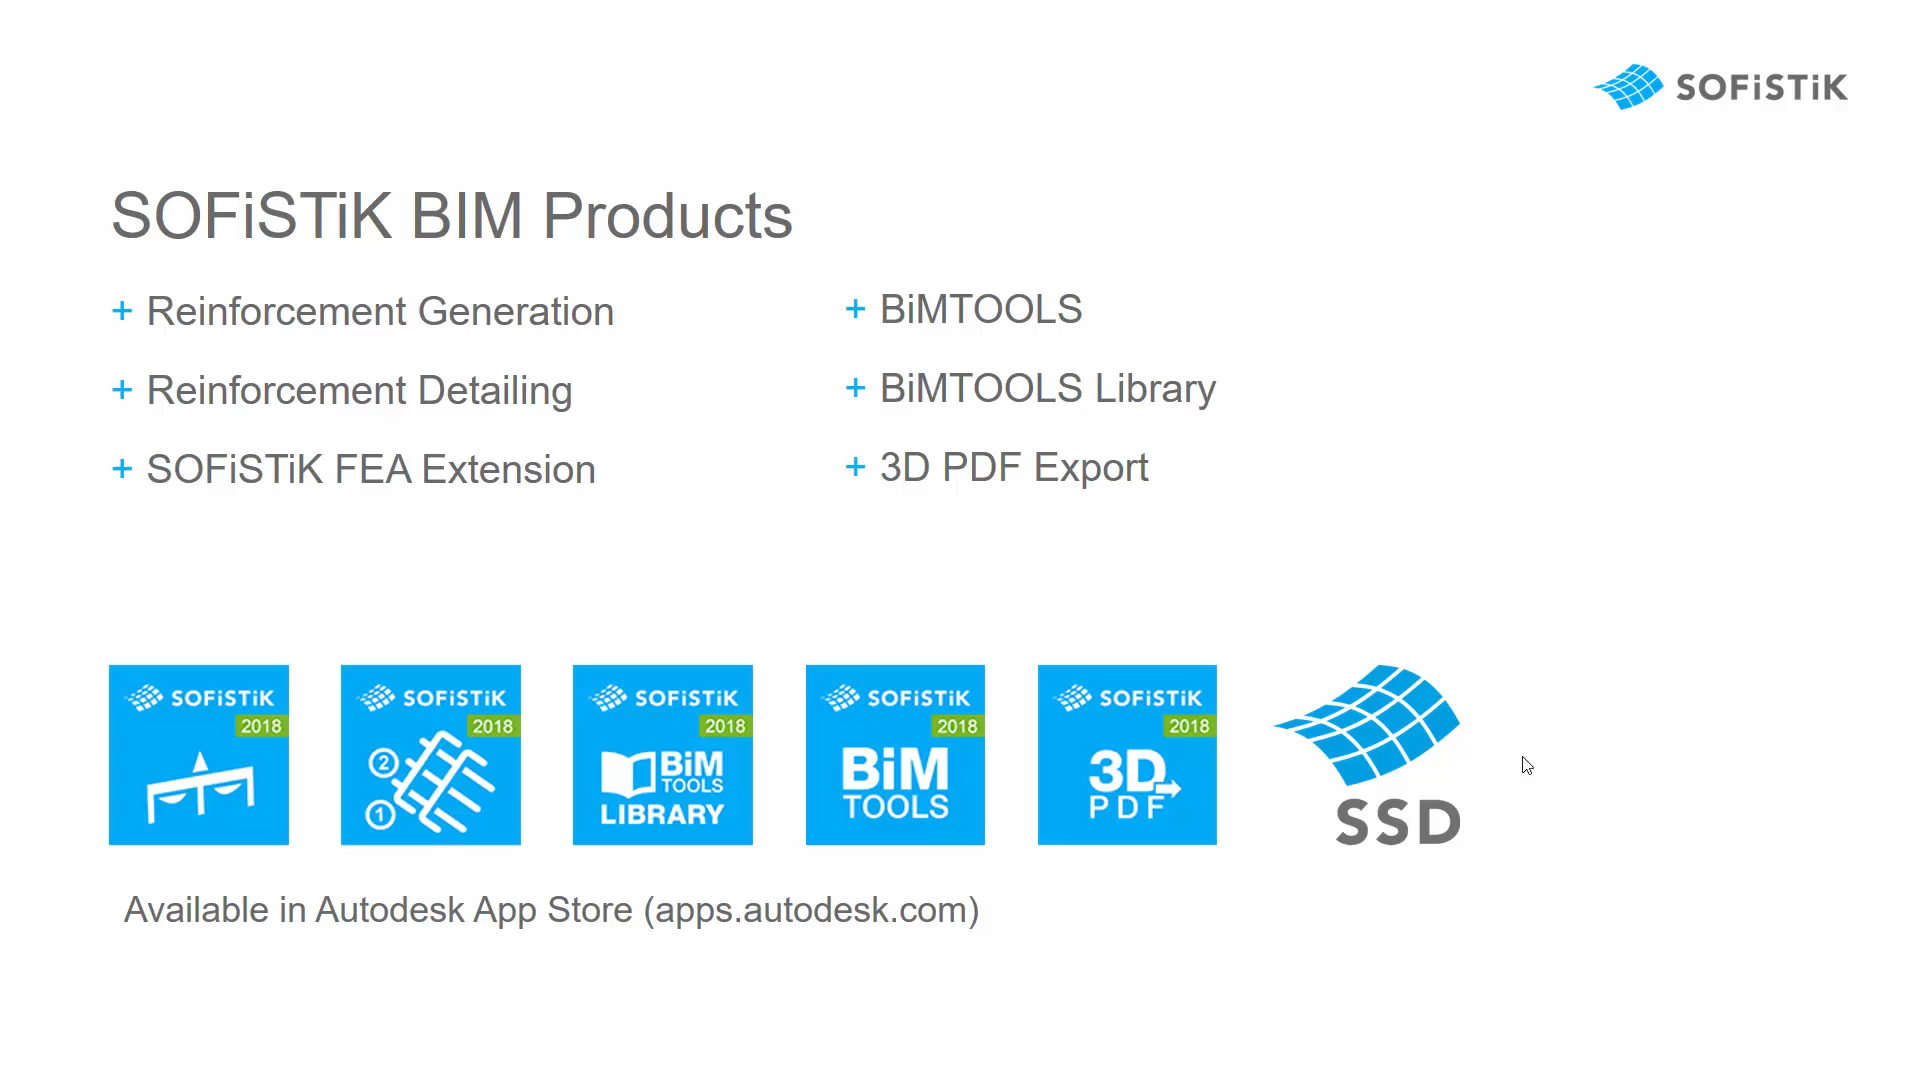 SOFiSTiK
SOFiSTiK BIM Products
+ Reinforcement Generation
+ Reinforcement Detailing
+ SOFiSTiK FEA Extension
+ BiMTOOLS
+ BiMTOOLS Library
+ 3D PDF Export
SOFiSTiK
2018
SOFiSTiK
2018
2
1
SOFiSTiK
2018
BiM
TOOLS
LIBRARY
SOFiSTiK
2018
BiM
TOOLS
SOFiSTiK
2018
3D
PDF
SSD
Available in Autodesk App Store (apps.autodesk.com)